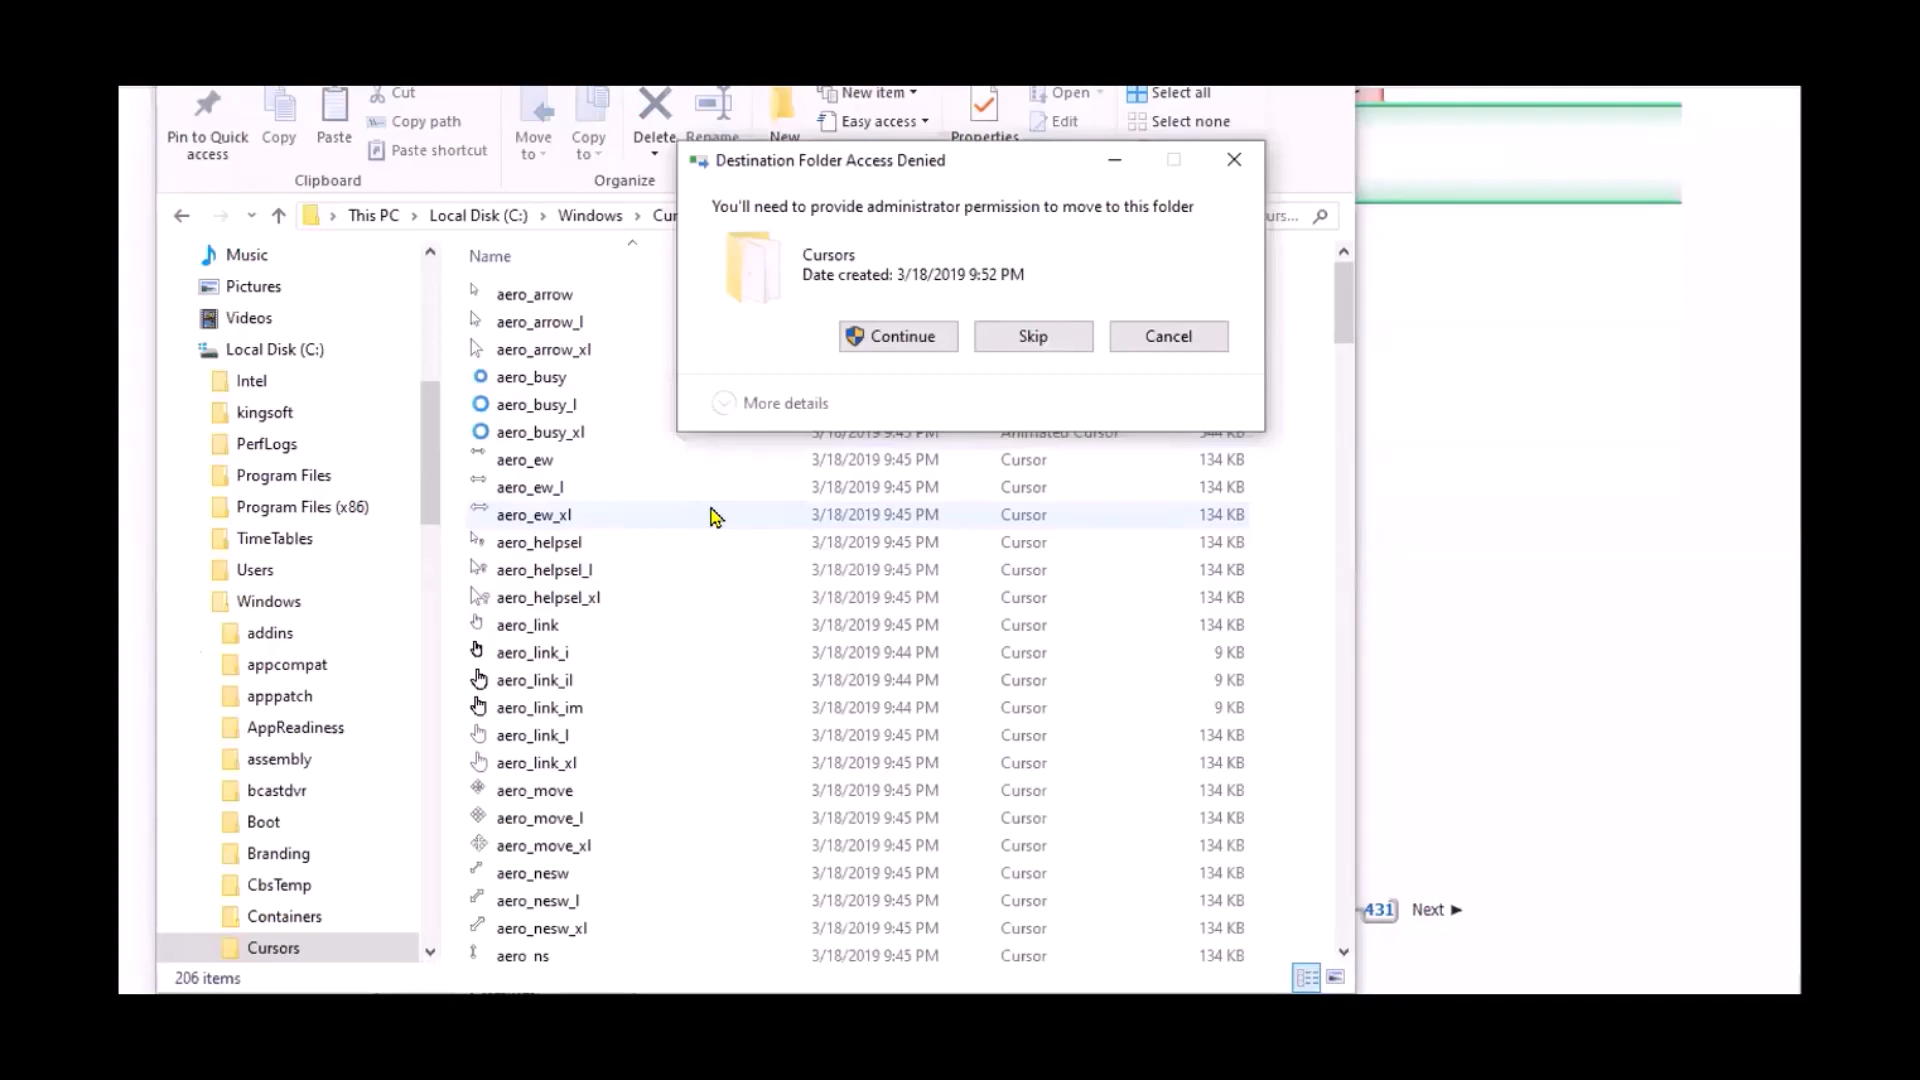 Pin to Quick access
Copy
Paste
Cut
Copy path
Paste shortcut
Clipboard
Move to
Copy to
Delete
Rename
Organize
New
New item
Easy access
Properties
Open
Edit
Select all
Select none
This PC
Local Disk (C:)
Windows
Cur
urs...
Destination Folder Access Denied
You'll need to provide administrator permission to move to this folder
Cursors
Date created: 3/18/2019 9:52 PM
Continue
Skip
Cancel
More details
Music
Pictures
Videos
Local Disk (C:)
Intel
kingsoft
PerfLogs
Program Files
Program Files (x86)
TimeTables
Users
Windows
addins
appcompat
apppatch
AppReadiness
assembly
bcastdvr
Boot
Branding
CbsTemp
Containers
Cursors
206 items
Name
aero_arrow
aero_arrow_l
aero_arrow_xl
aero_busy
aero_busy_l
aero_busy_xl 3/18/2019 9:45 PM Animated Cursor 544 KB
aero_ew 3/18/2019 9:45 PM Cursor 134 KB
aero_ew_l 3/18/2019 9:45 PM Cursor 134 KB
aero_ew_xl 3/18/2019 9:45 PM Cursor 134 KB
aero_helpsel 3/18/2019 9:45 PM Cursor 134 KB
aero_helpsel_l 3/18/2019 9:45 PM Cursor 134 KB
aero_helpsel_xl 3/18/2019 9:45 PM Cursor 134 KB
aero_link 3/18/2019 9:45 PM Cursor 134 KB
aero_link_i 3/18/2019 9:44 PM Cursor 9 KB
aero_link_il 3/18/2019 9:44 PM Cursor 9 KB
aero_link_im 3/18/2019 9:44 PM Cursor 9 KB
aero_link_l 3/18/2019 9:45 PM Cursor 134 KB
aero_link_xl 3/18/2019 9:45 PM Cursor 134 KB
aero_move 3/18/2019 9:45 PM Cursor 134 KB
aero_move_l 3/18/2019 9:45 PM Cursor 134 KB
aero_move_xl 3/18/2019 9:45 PM Cursor 134 KB
aero_nesw 3/18/2019 9:45 PM Cursor 134 KB
aero_nesw_l 3/18/2019 9:45 PM Cursor 134 KB
aero_nesw_xl 3/18/2019 9:45 PM Cursor 134 KB
aero_ns 3/18/2019 9:45 PM Cursor 134 KB
431 Next